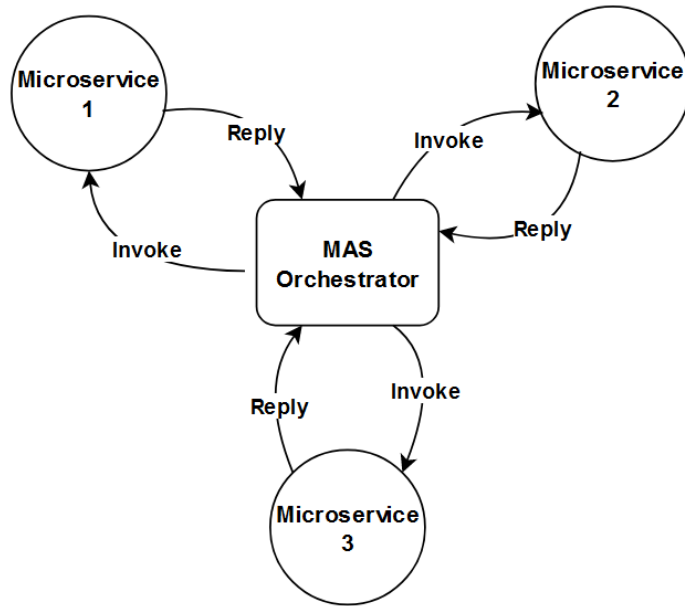 Microservice
1
Microservice
2
Reply
Invoke
Invoke
MAS
Orchestrator
Reply
Reply
Invoke
Microservice
3